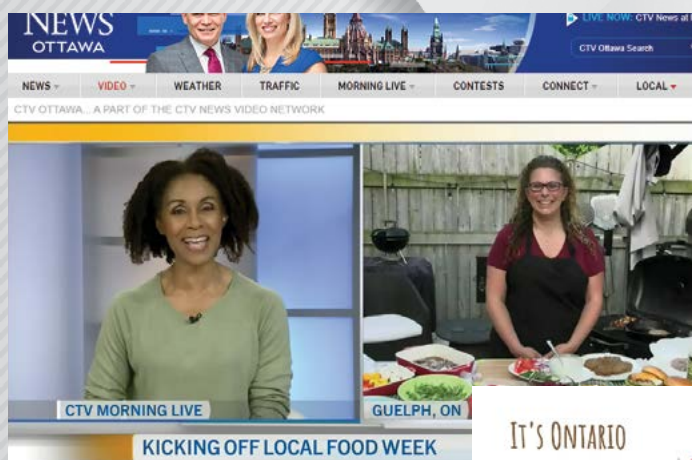 NEWS
OTTAWA
LIVE NOW: CTV News at
CTV Ottawa Search
NEWS VIDEO WEATHER TRAFFIC MORNING LIVE CONTESTS CONNECT LOCAL
CTV OTTAWA... A PART OF THE CTV NEWS VIDEO NETWORK
CTV MORNING LIVE
GUELPH, ON
KICKING OFF LOCAL FOOD WEEK
IT'S ONTARIO